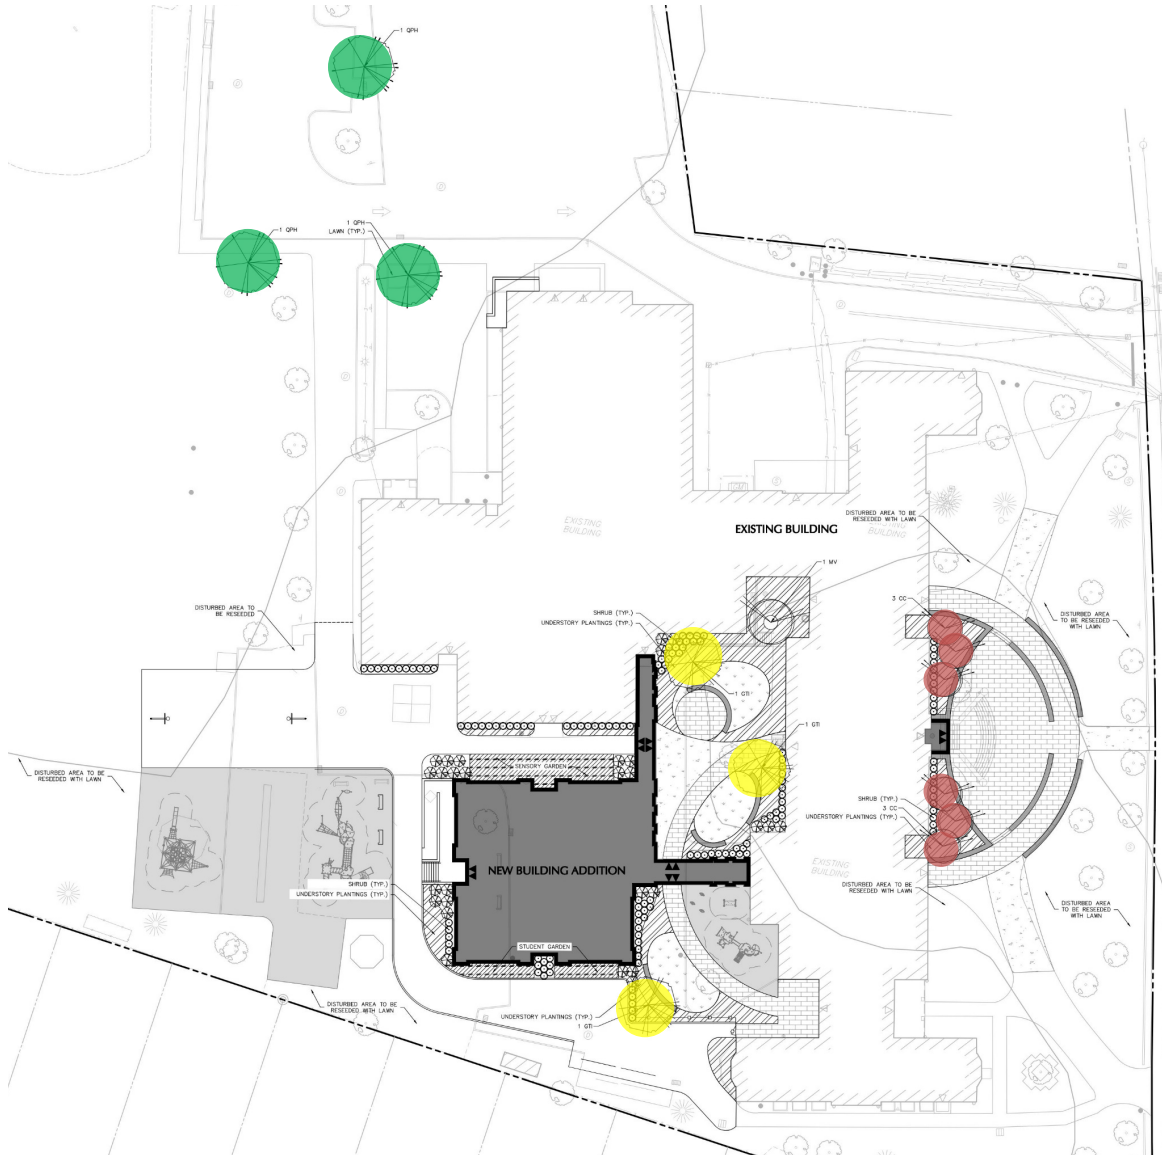 1 QPH
1 QPH
1 QPH
LAWN (TYP.)
EXISTING
BUILDING
EXISTING BUILDING
DISTURBED AREA TO BE
RESEEDED WITH LAWN
EXISTING
BUILDING
1 MV
3 CC
DISTURBED AREA TO
BE RESEEDED
SHRUB (TYP.)
UNDERSTORY PLANTINGS (TYP.)
DISTURBED AREA
TO BE RESEEDED
WITH LAWN
1 GTI
1 GTI
SENSORY GARDEN
DISTURBED AREA TO BE
RESEEDED WITH LAWN
SHRUB (TYP.)
3 CC
UNDERSTORY PLANTINGS (TYP.)
NEW BUILDING ADDITION
EXISTING
BUILDING
SHRUB (TYP.)
UNDERSTORY PLANTINGS (TYP.)
DISTURBED AREA TO BE
RESEEDED WITH LAWN
DISTURBED AREA
TO BE RESEEDED
WITH LAWN
STUDENT GARDEN
DISTURBED AREA TO BE
RESEEDED WITH LAWN
UNDERSTORY PLANTINGS (TYP.)
1 GTI